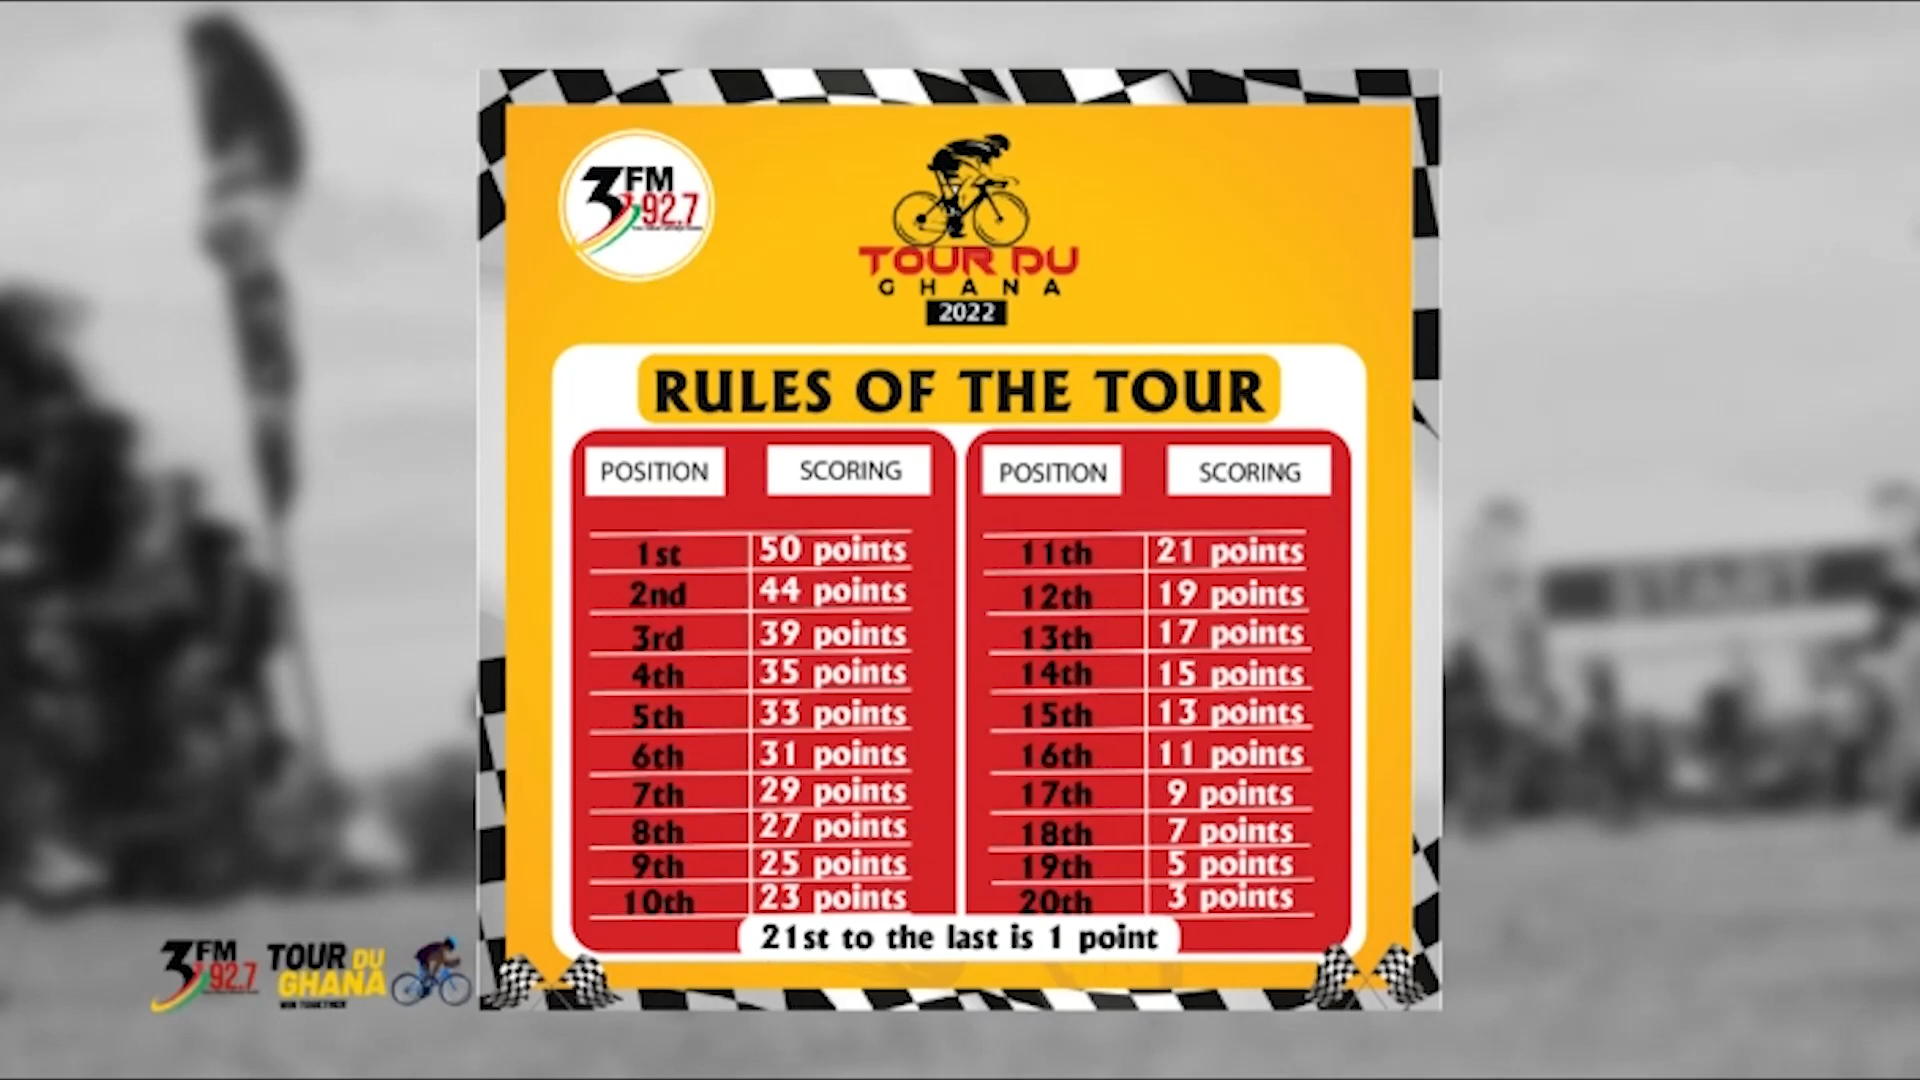 3FM 92.7
TOUR DU
GHANA
2022
RULES OF THE TOUR
POSITION SCORING
1st 50 points
2nd 44 points
3rd 39 points
4th 35 points
5th 33 points
6th 31 points
7th 29 points
8th 27 points
9th 25 points
10th 23 points
POSITION SCORING
11th 21 points
12th 19 points
13th 17 points
14th 15 points
15th 13 points
16th 11 points
17th 9 points
18th 7 points
19th 5 points
20th 3 points
21st to the last is 1 point
3FM 92.7
TOUR DU
GHANA
WIN TOGETHER